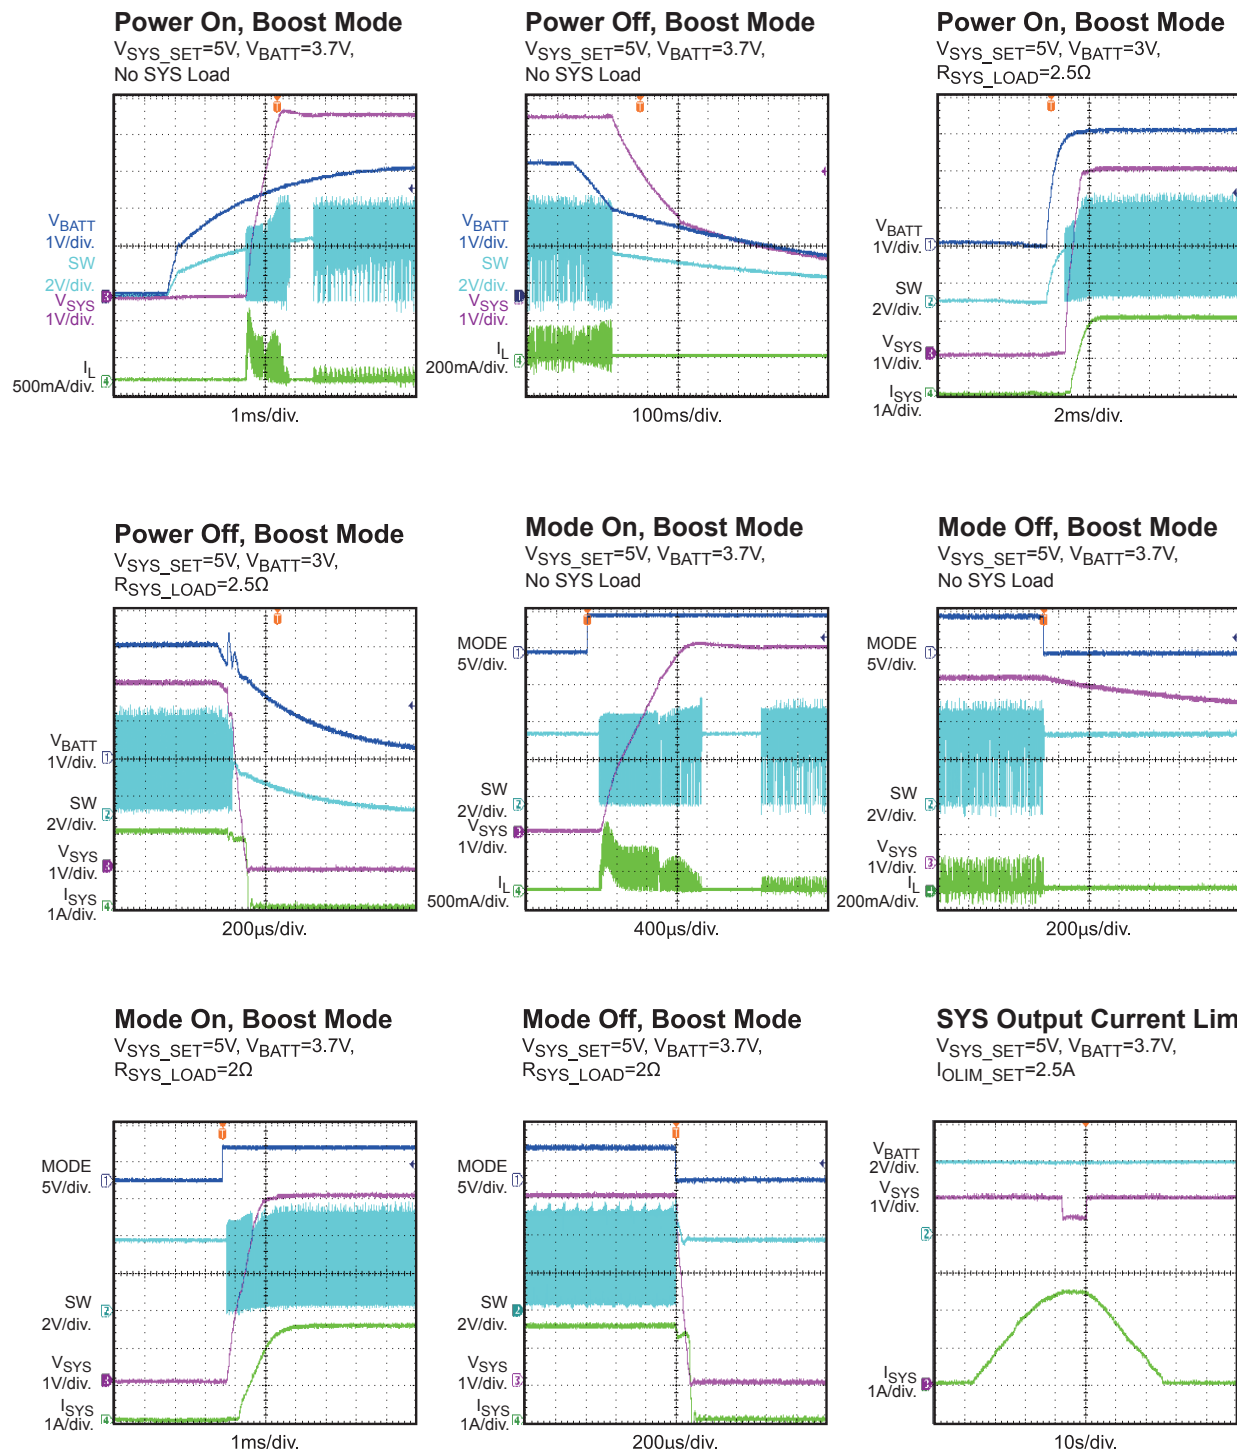 Power On, Boost Mode
VSYS_SET=5V, VBATT=3.7V,
No SYS Load
VBATT
1V/div.
SW
2V/div.
VSYS
1V/div.
IL
500mA/div.
1ms/div.
Power Off, Boost Mode
VSYS_SET=5V, VBATT=3.7V,
No SYS Load
VBATT
1V/div.
SW
2V/div.
VSYS
1V/div.
IL
200mA/div.
100ms/div.
Power On, Boost Mode
VSYS_SET=5V, VBATT=3V,
RSYS_LOAD=2.5Ω
VBATT
1V/div.
SW
2V/div.
VSYS
1V/div.
ISYS
1A/div.
2ms/div.
Power Off, Boost Mode
VSYS_SET=5V, VBATT=3V,
RSYS_LOAD=2.5Ω
VBATT
1V/div.
SW
2V/div.
VSYS
1V/div.
ISYS
1A/div.
200µs/div.
Mode On, Boost Mode
VSYS_SET=5V, VBATT=3.7V,
No SYS Load
MODE
5V/div.
SW
2V/div.
VSYS
1V/div.
IL
500mA/div.
400µs/div.
Mode Off, Boost Mode
VSYS_SET=5V, VBATT=3.7V,
No SYS Load
MODE
5V/div.
SW
2V/div.
VSYS
1V/div.
IL
200mA/div.
200µs/div.
Mode On, Boost Mode
VSYS_SET=5V, VBATT=3.7V,
RSYS_LOAD=2Ω
MODE
5V/div.
SW
2V/div.
VSYS
1V/div.
ISYS
1A/div.
1ms/div.
Mode Off, Boost Mode
VSYS_SET=5V, VBATT=3.7V,
RSYS_LOAD=2Ω
MODE
5V/div.
SW
2V/div.
VSYS
1V/div.
ISYS
1A/div.
200µs/div.
SYS Output Current Lim
VSYS_SET=5V, VBATT=3.7V,
IOLIM_SET=2.5A
VBATT
2V/div.
VSYS
1V/div.
ISYS
1A/div.
10s/div.